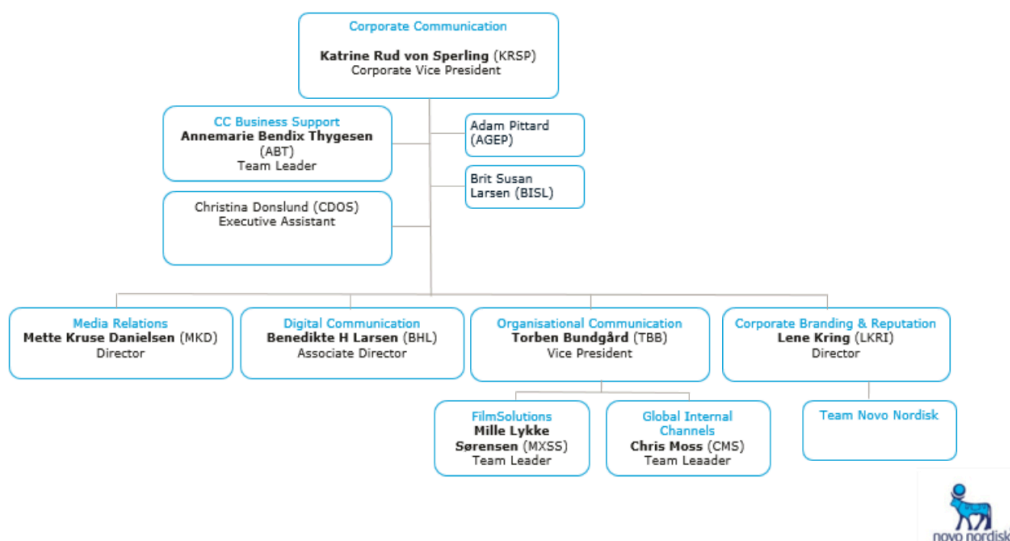 Corporate Communication
Katrine Rud von Sperling (KRSP)
Corporate Vice President
CC Business Support
Annemarie Bendix Thygesen
(ABT)
Team Leader
Adam Pittard
(AGEP)
Brit Susan
Larsen (BISL)
Christina Donslund (CDOS)
Executive Assistant
Media Relations
Mette Kruse Danielsen (MKD)
Director
Digital Communication
Benedikte H Larsen (BHL)
Associate Director
Organisational Communication
Torben Bundgård (TBB)
Vice President
Corporate Branding & Reputation
Lene Kring (LKRI)
Director
FilmSolutions
Mille Lykke
Sørensen (MXSS)
Team Leader
Global Internal
Channels
Chris Moss (CMS)
Team Leaader
Team Novo Nordisk
novo nordisk